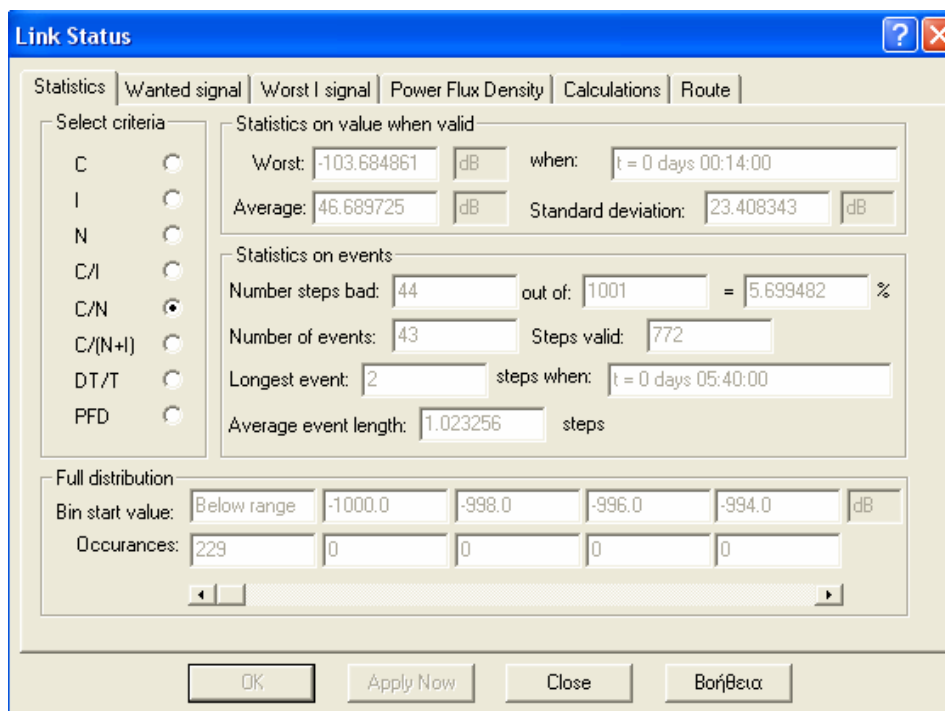 Link Status
Statistics Wanted signal Worst I signal Power Flux Density Calculations Route
Select criteria
C
I
N
C/I
C/N
C/(N+I)
DT/T
PFD
Statistics on value when valid
Worst: -103.684861 dB when: t = 0 days 00:14:00
Average: 46.689725 dB Standard deviation: 23.408343 dB
Statistics on events
Number steps bad: 44 out of: 1001 = 5.699482 %
Number of events: 43 Steps valid: 772
Longest event: 2 steps when: t = 0 days 05:40:00
Average event length: 1.023256 steps
Full distribution
Bin start value: Below range -1000.0 -998.0 -996.0 -994.0 dB
Occurances: 229 0 0 0 0
OK Apply Now Close Βοήθεια